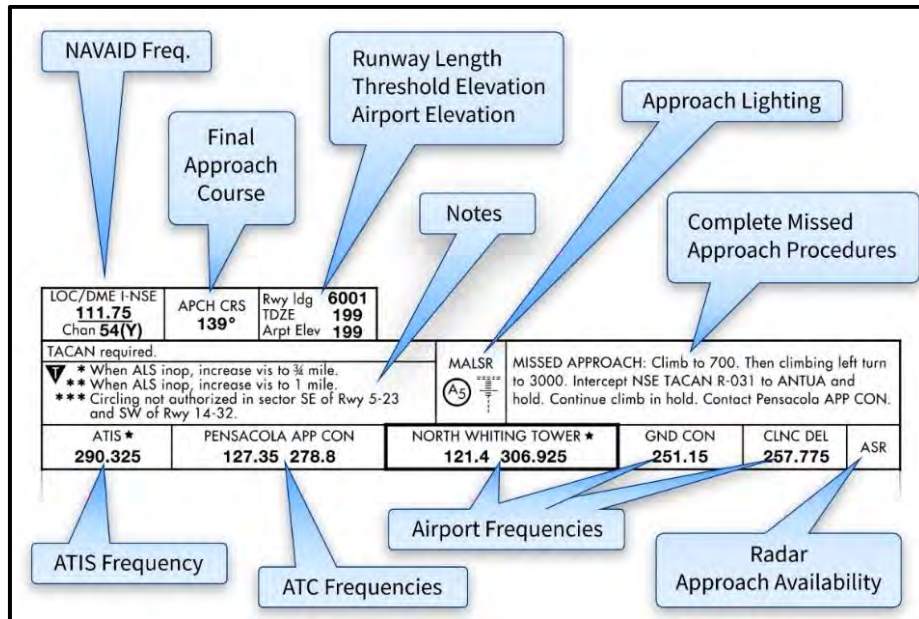 NAVAID Freq.
Runway Length
Threshold Elevation
Airport Elevation
Approach Lighting
Final
Approach
Course
Notes
Complete Missed
Approach Procedures
LOC/DME I-NSE
111.75
Chan 54(Y)
APCH CRS
139°
Rwy ldg 6001
TDZE 199
Arpt Elev 199
TACAN required.
T
* When ALS inop, increase vis to ¾ mile.
** When ALS inop, increase vis to 1 mile.
*** Circling not authorized in sector SE of Rwy 5-23
and SW of Rwy 14-32.
MALSR
A5
MISSED APPROACH: Climb to 700. Then climbing left turn
to 3000. Intercept NSE TACAN R-031 to ANTUA and
hold. Continue climb in hold. Contact Pensacola APP CON.
ATIS★
290.325
PENSACOLA APP CON
127.35 278.8
NORTH WHITING TOWER★
121.4 306.925
GND CON
251.15
CLNC DEL
257.775
ASR
Airport Frequencies
ATIS Frequency
ATC Frequencies
Radar
Approach Availability